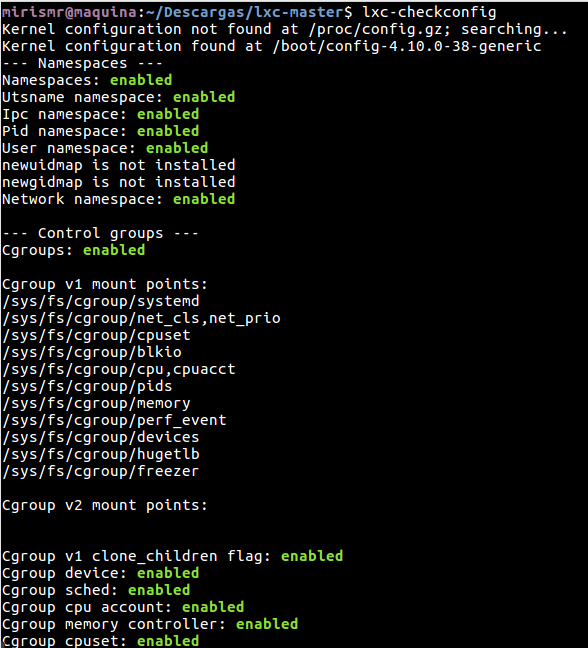 mirismr@maquina:~/Descargas/lxc-master$ lxc-checkconfig
Kernel configuration not found at /proc/config.gz; searching...
Kernel configuration found at /boot/config-4.10.0-38-generic
--- Namespaces ---
Namespaces: enabled
Utsname namespace: enabled
Ipc namespace: enabled
Pid namespace: enabled
User namespace: enabled
newuidmap is not installed
newgidmap is not installed
Network namespace: enabled
--- Control groups ---
Cgroups: enabled
Cgroup v1 mount points:
/sys/fs/cgroup/systemd
/sys/fs/cgroup/net_cls,net_prio
/sys/fs/cgroup/cpuset
/sys/fs/cgroup/blkio
/sys/fs/cgroup/cpu,cpuacct
/sys/fs/cgroup/pids
/sys/fs/cgroup/memory
/sys/fs/cgroup/perf_event
/sys/fs/cgroup/devices
/sys/fs/cgroup/hugetlb
/sys/fs/cgroup/freezer
Cgroup v2 mount points:
Cgroup v1 clone_children flag: enabled
Cgroup device: enabled
Cgroup sched: enabled
Cgroup cpu account: enabled
Cgroup memory controller: enabled
Cgroup cpuset: enabled